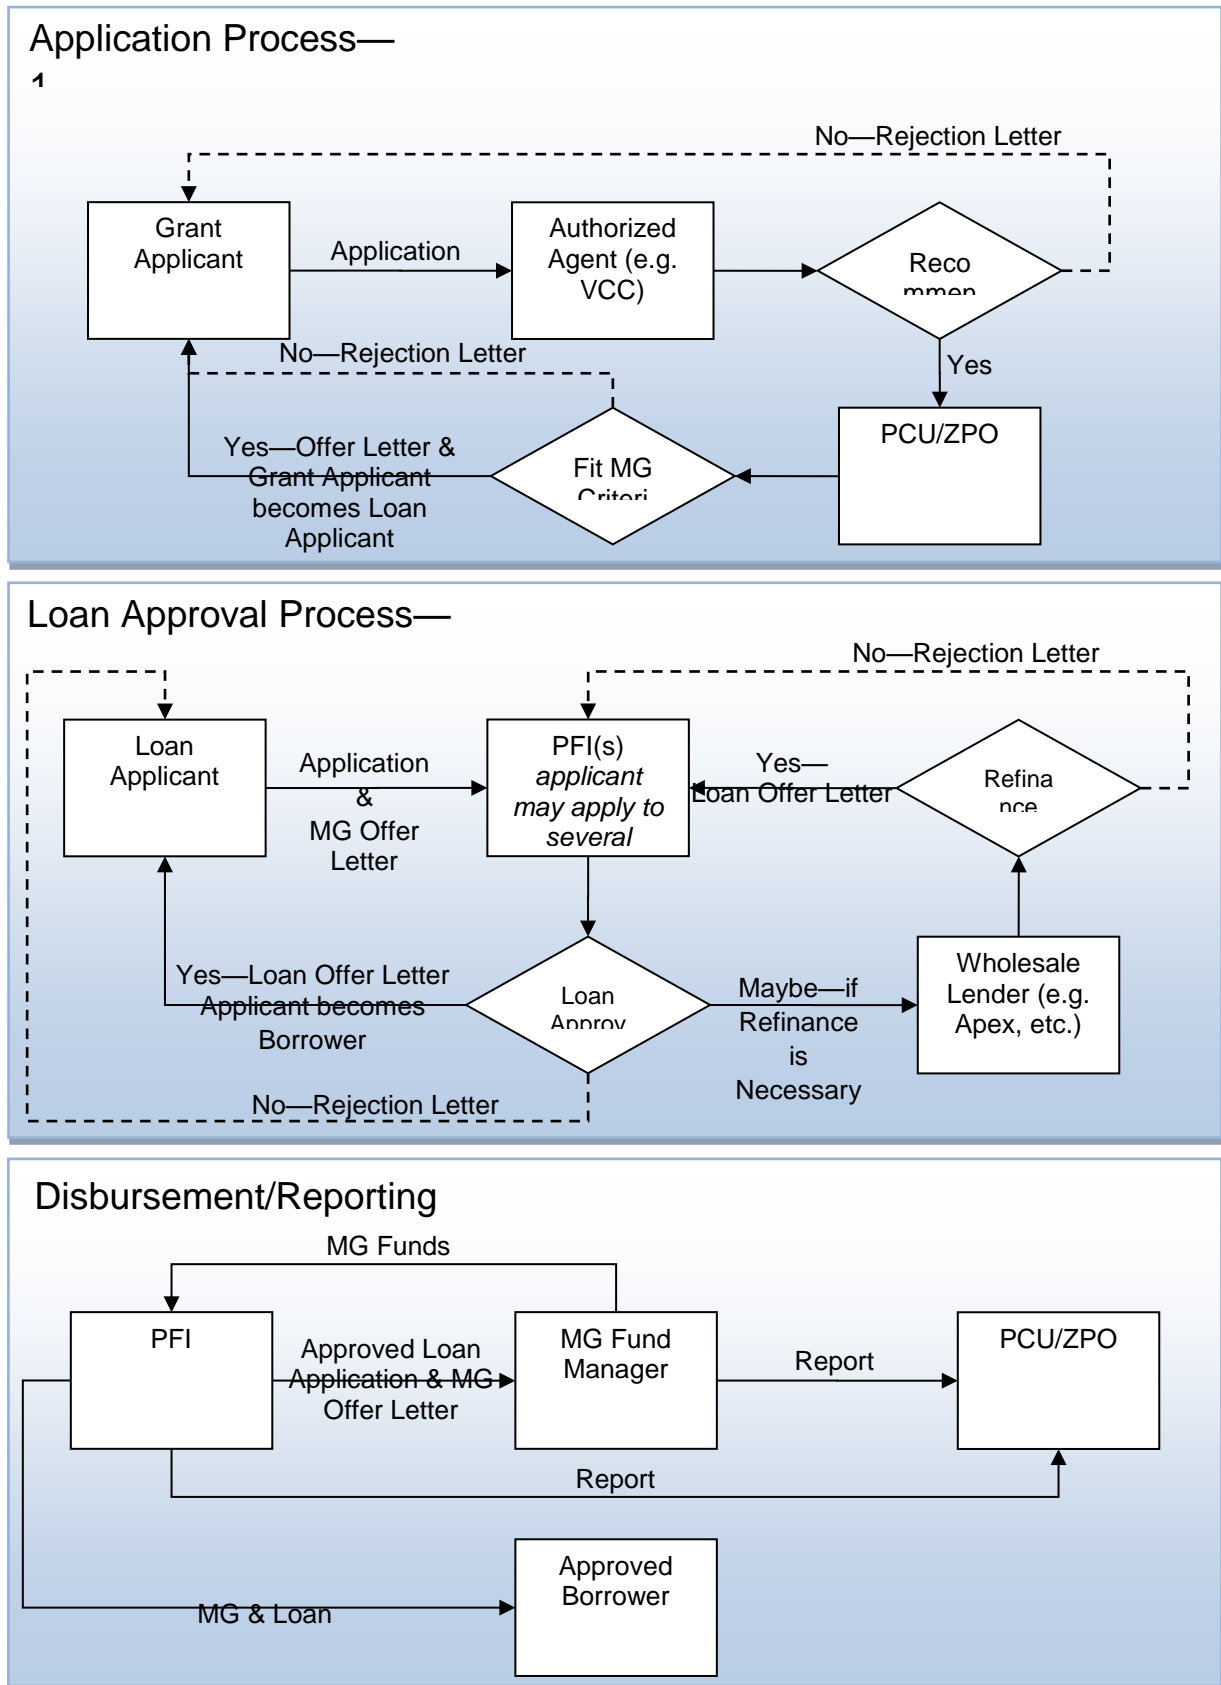 Application Process—
No—Rejection Letter
Grant
Applicant
Application
Authorized
Agent (e.g.
VCC)
Reco
No—Rejection Letter
Yes
Yes—Offer Letter &
Grant Applicant
becomes Loan
Applicant
Fit MG
PCU/ZPO
Loan Approval Process—
No—Rejection Letter
Loan
Applicant
Application
&
MG Offer
Letter
PFI(s)
applicant
may apply to
several
Yes—
Loan Offer Letter
Refina
nce
Yes—Loan Offer Letter
Applicant becomes
Borrower
Loan
Approv
Maybe—if
Refinance
is
Necessary
Wholesale
Lender (e.g.
Apex, etc.)
No—Rejection Letter
Disbursement/Reporting
MG Funds
PFI
Approved Loan
Application & MG
Offer Letter
MG Fund
Manager
Report
PCU/ZPO
Report
Approved
Borrower
MG & Loan